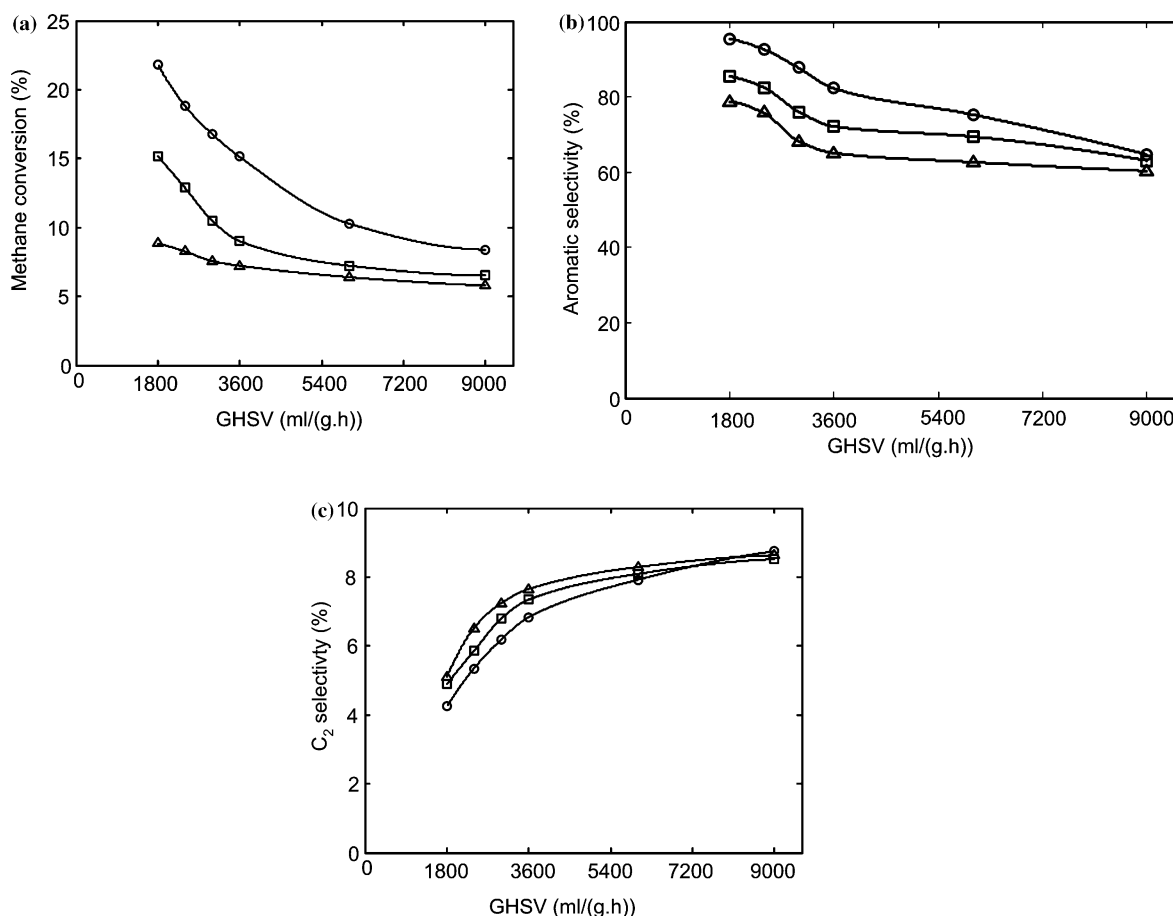 (a)
Methane conversion (%)
25
20
15
10
5
0
0 1800 3600 5400 7200 9000
GHSV (ml/(g.h))
(b)
Aromatic selectivity (%)
100
80
60
40
20
0
0 1800 3600 5400 7200 9000
GHSV (ml/(g.h))
(c)
C₂ selectivty (%)
10
8
6
4
2
0
0 1800 3600 5400 7200 9000
GHSV (ml/(g.h))